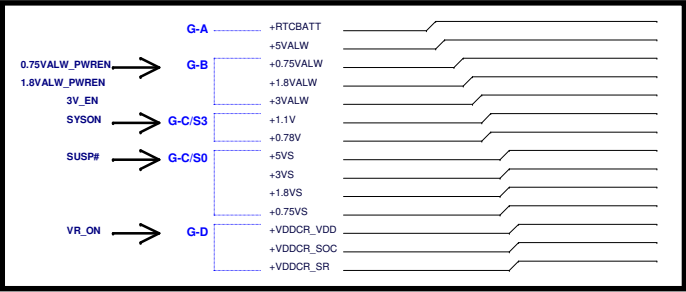 G-A +RTCBATT
+5VALW
0.75VALW_PWREN G-B +0.75VALW
1.8VALW_PWREN +1.8VALW
3V_EN +3VALW
SYSON G-C/S3 +1.1V
+0.78V
SUSP# G-C/S0 +5VS
+3VS
+1.8VS
+0.75VS
VR_ON G-D +VDDCR_VDD
+VDDCR_SOC
+VDDCR_SR